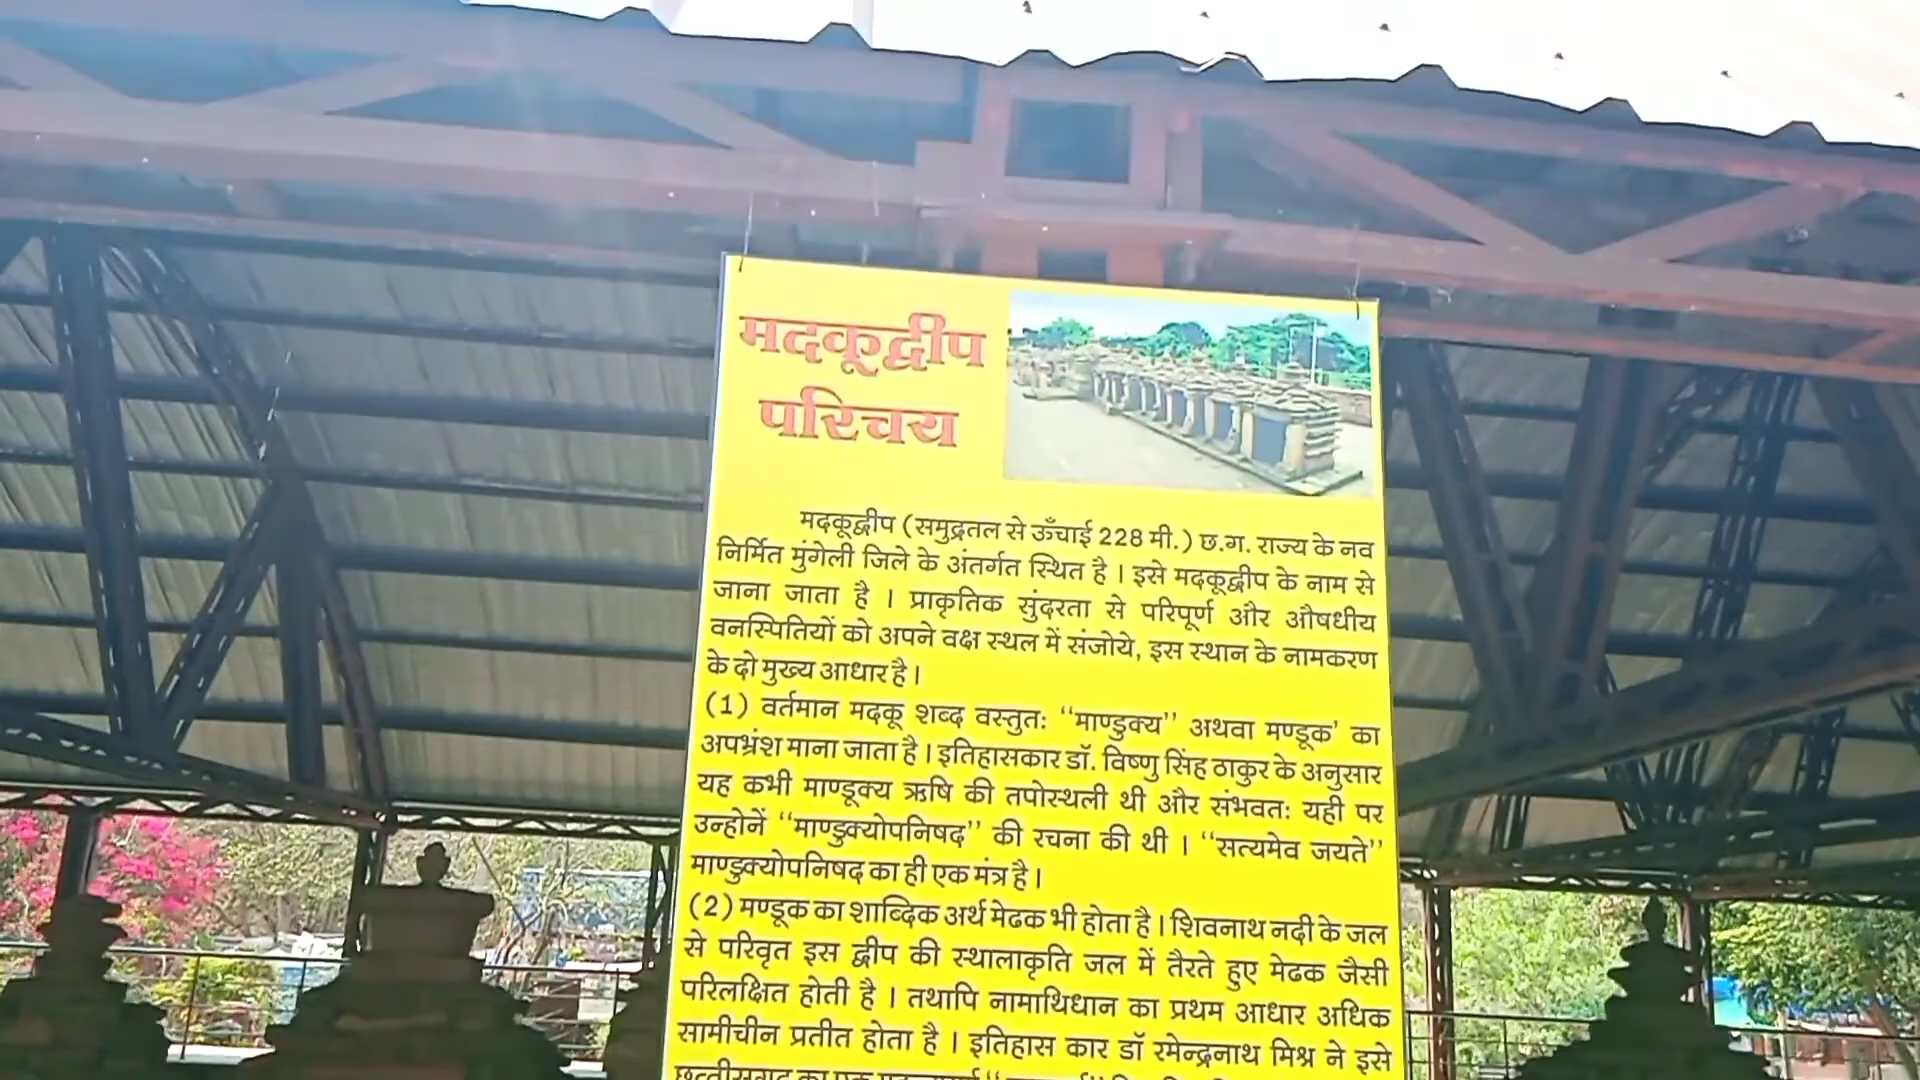 मदकूद्वीप
परिचय
मदकूद्वीप (समुद्रतल से ऊँचाई 228 मी.) छ.ग. राज्य के नव
निर्मित मुंगेली जिले के अंतर्गत स्थित है । इसे मदकूद्वीप के नाम से
जाना जाता है । प्राकृतिक सुंदरता से परिपूर्ण और औषधीय
वनस्पितियों को अपने वक्ष स्थल में संजोये, इस स्थान के नामकरण
के दो मुख्य आधार है ।
(1) वर्तमान मदकू शब्द वस्तुतः “माण्डुक्य” अथवा मण्डूक’ का
अपभ्रंश माना जाता है । इतिहासकार डॉ. विष्णु सिंह ठाकुर के अनुसार
यह कभी माण्डूक्य ऋषि की तपोस्थली थी और संभवतः यही पर
उन्होनें “माण्डुक्योपनिषद” की रचना की थी । “सत्यमेव जयते”
माण्डुक्योपनिषद का ही एक मंत्र है ।
(2) मण्डूक का शाब्दिक अर्थ मेढक भी होता है । शिवनाथ नदी के जल
से परिवृत इस द्वीप की स्थालाकृति जल में तैरते हुए मेढक जैसी
परिलक्षित होती है । तथापि नामाथिधान का प्रथम आधार अधिक
सामीचीन प्रतीत होता है । इतिहास कार डॉ रमेन्द्रनाथ मिश्र ने इसे
छत्तीसगढ़ का एक